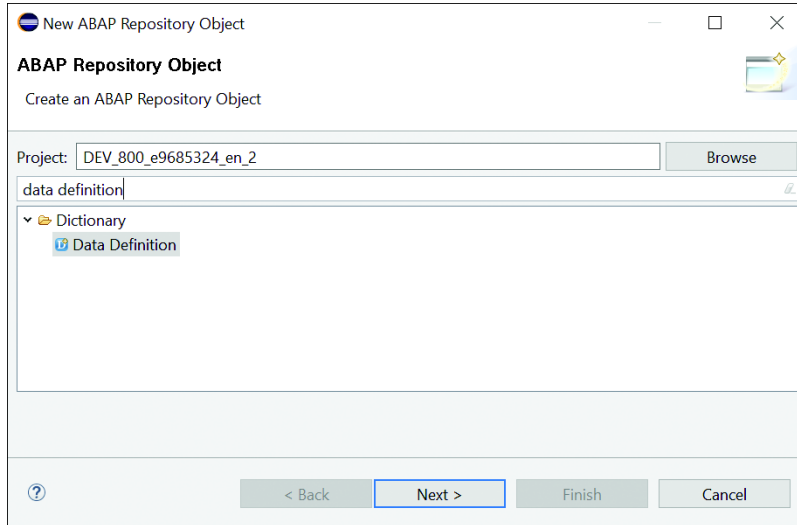 New ABAP Repository Object
ABAP Repository Object
Create an ABAP Repository Object
Project: DEV_800_e9685324_en_2 Browse
data definition
Dictionary
Data Definition
? < Back Next > Finish Cancel